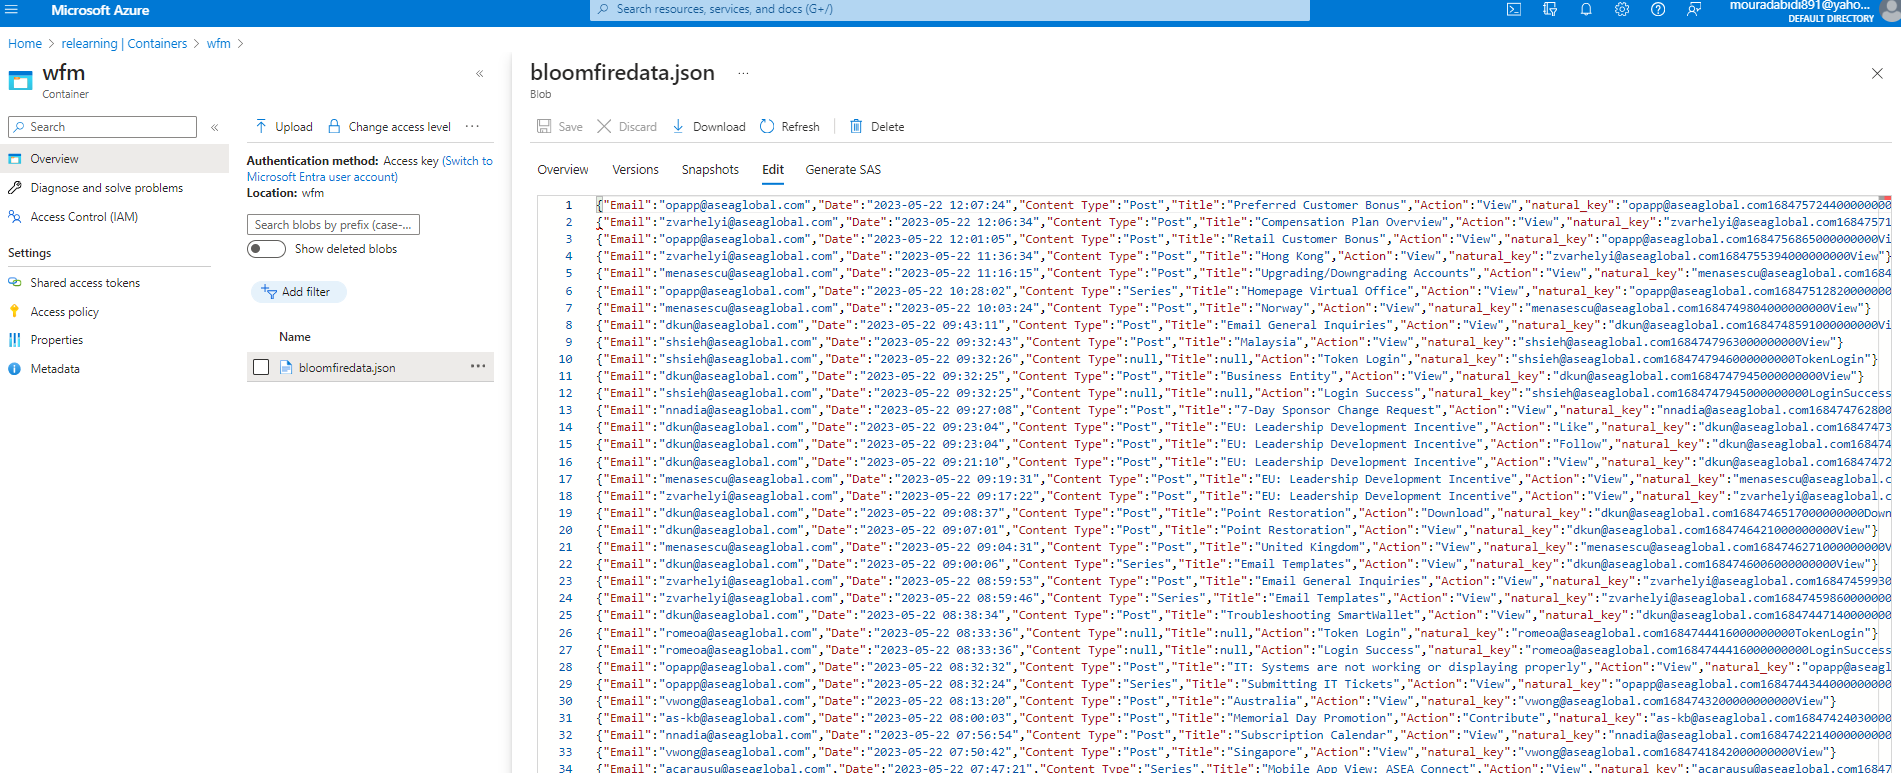 Microsoft Azure
Search resources, services, and docs (G+/)
mouradabidi891@yaho...
DEFAULT DIRECTORY
Home > relearning | Containers > wfm >
wfm
Container
Search
Overview
Diagnose and solve problems
Access Control (IAM)
Settings
Shared access tokens
Access policy
Properties
Metadata
Upload
Change access level
Authentication method: Access key (Switch to
Microsoft Entra user account)
Location: wfm
Search blobs by prefix (case-...
Show deleted blobs
Add filter
Name
bloomfiredata.json
bloomfiredata.json
Blob
Save
Discard
Download
Refresh
Delete
Overview
Versions
Snapshots
Edit
Generate SAS
1 {"Email":"opapp@aseaglobal.com","Date":"2023-05-22 12:07:24","Content Type":"Post","Title":"Preferred Customer Bonus","Action":"View","natural_key":"opapp@aseaglobal.com1684757244000000000
2 {"Email":"zvarhelyi@aseaglobal.com","Date":"2023-05-22 12:06:34","Content Type":"Post","Title":"Compensation Plan Overview","Action":"View","natural_key":"zvarhelyi@aseaglobal.com16847571
3 {"Email":"opapp@aseaglobal.com","Date":"2023-05-22 12:01:05","Content Type":"Post","Title":"Retail Customer Bonus","Action":"View","natural_key":"opapp@aseaglobal.com1684756865000000000Vi
4 {"Email":"zvarhelyi@aseaglobal.com","Date":"2023-05-22 11:36:34","Content Type":"Post","Title":"Hong Kong","Action":"View","natural_key":"zvarhelyi@aseaglobal.com1684755394000000000View"}
5 {"Email":"menasescu@aseaglobal.com","Date":"2023-05-22 11:16:15","Content Type":"Post","Title":"Upgrading/Downgrading Accounts","Action":"View","natural_key":"menasescu@aseaglobal.com1684
6 {"Email":"opapp@aseaglobal.com","Date":"2023-05-22 10:28:02","Content Type":"Series","Title":"Homepage Virtual Office","Action":"View","natural_key":"opapp@aseaglobal.com1684751282000000
7 {"Email":"menasescu@aseaglobal.com","Date":"2023-05-22 10:03:24","Content Type":"Post","Title":"Norway","Action":"View","natural_key":"menasescu@aseaglobal.com1684749804000000000View"}
8 {"Email":"dkun@aseaglobal.com","Date":"2023-05-22 09:43:11","Content Type":"Post","Title":"Email General Inquiries","Action":"View","natural_key":"dkun@aseaglobal.com1684748591000000000Vi
9 {"Email":"shsieh@aseaglobal.com","Date":"2023-05-22 09:32:43","Content Type":"Post","Title":"Malaysia","Action":"View","natural_key":"shsieh@aseaglobal.com1684747963000000000View"}
10 {"Email":"shsieh@aseaglobal.com","Date":"2023-05-22 09:32:26","Content Type":null,"Title":null,"Action":"Token Login","natural_key":"shsieh@aseaglobal.com1684747946000000000TokenLogin"}
11 {"Email":"dkun@aseaglobal.com","Date":"2023-05-22 09:32:25","Content Type":"Post","Title":"Business Entity","Action":"View","natural_key":"dkun@aseaglobal.com1684747945000000000View"}
12 {"Email":"shsieh@aseaglobal.com","Date":"2023-05-22 09:32:25","Content Type":null,"Title":null,"Action":"Login Success","natural_key":"shsieh@aseaglobal.com1684747945000000000LoginSuccess
13 {"Email":"nnadia@aseaglobal.com","Date":"2023-05-22 09:27:08","Content Type":"Post","Title":"7-Day Sponsor Change Request","Action":"View","natural_key":"nnadia@aseaglobal.com168474762800
14 {"Email":"dkun@aseaglobal.com","Date":"2023-05-22 09:23:04","Content Type":"Post","Title":"EU: Leadership Development Incentive","Action":"Like","natural_key":"dkun@aseaglobal.com16847473
15 {"Email":"dkun@aseaglobal.com","Date":"2023-05-22 09:23:04","Content Type":"Post","Title":"EU: Leadership Development Incentive","Action":"Follow","natural_key":"dkun@aseaglobal.com168474
16 {"Email":"dkun@aseaglobal.com","Date":"2023-05-22 09:21:10","Content Type":"Post","Title":"EU: Leadership Development Incentive","Action":"View","natural_key":"dkun@aseaglobal.com16847472
17 {"Email":"menasescu@aseaglobal.com","Date":"2023-05-22 09:19:31","Content Type":"Post","Title":"EU: Leadership Development Incentive","Action":"View","natural_key":"menasescu@aseaglobal.co
18 {"Email":"zvarhelyi@aseaglobal.com","Date":"2023-05-22 09:17:22","Content Type":"Post","Title":"EU: Leadership Development Incentive","Action":"View","natural_key":"zvarhelyi@aseaglobal.c
19 {"Email":"dkun@aseaglobal.com","Date":"2023-05-22 09:08:37","Content Type":"Post","Title":"Point Restoration","Action":"Download","natural_key":"dkun@aseaglobal.com1684746517000000000Down
20 {"Email":"dkun@aseaglobal.com","Date":"2023-05-22 09:07:01","Content Type":"Post","Title":"Point Restoration","Action":"View","natural_key":"dkun@aseaglobal.com1684746421000000000View"}
21 {"Email":"menasescu@aseaglobal.com","Date":"2023-05-22 09:04:31","Content Type":"Post","Title":"United Kingdom","Action":"View","natural_key":"menasescu@aseaglobal.com1684746271000000000V
22 {"Email":"dkun@aseaglobal.com","Date":"2023-05-22 09:00:06","Content Type":"Series","Title":"Email Templates","Action":"View","natural_key":"dkun@aseaglobal.com1684746006000000000View"}
23 {"Email":"zvarhelyi@aseaglobal.com","Date":"2023-05-22 08:59:53","Content Type":"Post","Title":"Email General Inquiries","Action":"View","natural_key":"zvarhelyi@aseaglobal.com16847459930
24 {"Email":"zvarhelyi@aseaglobal.com","Date":"2023-05-22 08:59:46","Content Type":"Series","Title":"Email Templates","Action":"View","natural_key":"zvarhelyi@aseaglobal.com16847459860000000
25 {"Email":"dkun@aseaglobal.com","Date":"2023-05-22 08:38:34","Content Type":"Post","Title":"Troubleshooting SmartWallet","Action":"View","natural_key":"dkun@aseaglobal.com16847447140000000
26 {"Email":"romeoa@aseaglobal.com","Date":"2023-05-22 08:33:36","Content Type":null,"Title":null,"Action":"Token Login","natural_key":"romeoa@aseaglobal.com1684744416000000000TokenLogin"}
27 {"Email":"romeoa@aseaglobal.com","Date":"2023-05-22 08:33:36","Content Type":null,"Title":null,"Action":"Login Success","natural_key":"romeoa@aseaglobal.com1684744416000000000LoginSuccess
28 {"Email":"opapp@aseaglobal.com","Date":"2023-05-22 08:32:32","Content Type":"Post","Title":"IT: Systems are not working or displaying properly","Action":"View","natural_key":"opapp@aseagl
29 {"Email":"opapp@aseaglobal.com","Date":"2023-05-22 08:32:24","Content Type":"Series","Title":"Submitting IT Tickets","Action":"View","natural_key":"opapp@aseaglobal.com1684744344000000000
30 {"Email":"vwong@aseaglobal.com","Date":"2023-05-22 08:13:20","Content Type":"Post","Title":"Australia","Action":"View","natural_key":"vwong@aseaglobal.com1684743200000000000View"}
31 {"Email":"as-kb@aseaglobal.com","Date":"2023-05-22 08:00:03","Content Type":"Post","Title":"Memorial Day Promotion","Action":"Contribute","natural_key":"as-kb@aseaglobal.com16847424030000
32 {"Email":"nnadia@aseaglobal.com","Date":"2023-05-22 07:56:54","Content Type":"Post","Title":"Subscription Calendar","Action":"View","natural_key":"nnadia@aseaglobal.com1684742214000000000
33 {"Email":"vwong@aseaglobal.com","Date":"2023-05-22 07:50:42","Content Type":"Post","Title":"Singapore","Action":"View","natural_key":"vwong@aseaglobal.com1684741842000000000View"}
34 {"Email":"acarausu@aseaglobal.com","Date":"2023-05-22 07:47:21","Content Type":"Series","Title":"Mobile App View: ASEA Connect","Action":"View","natural_key":"acarausu@aseaglobal.com16847